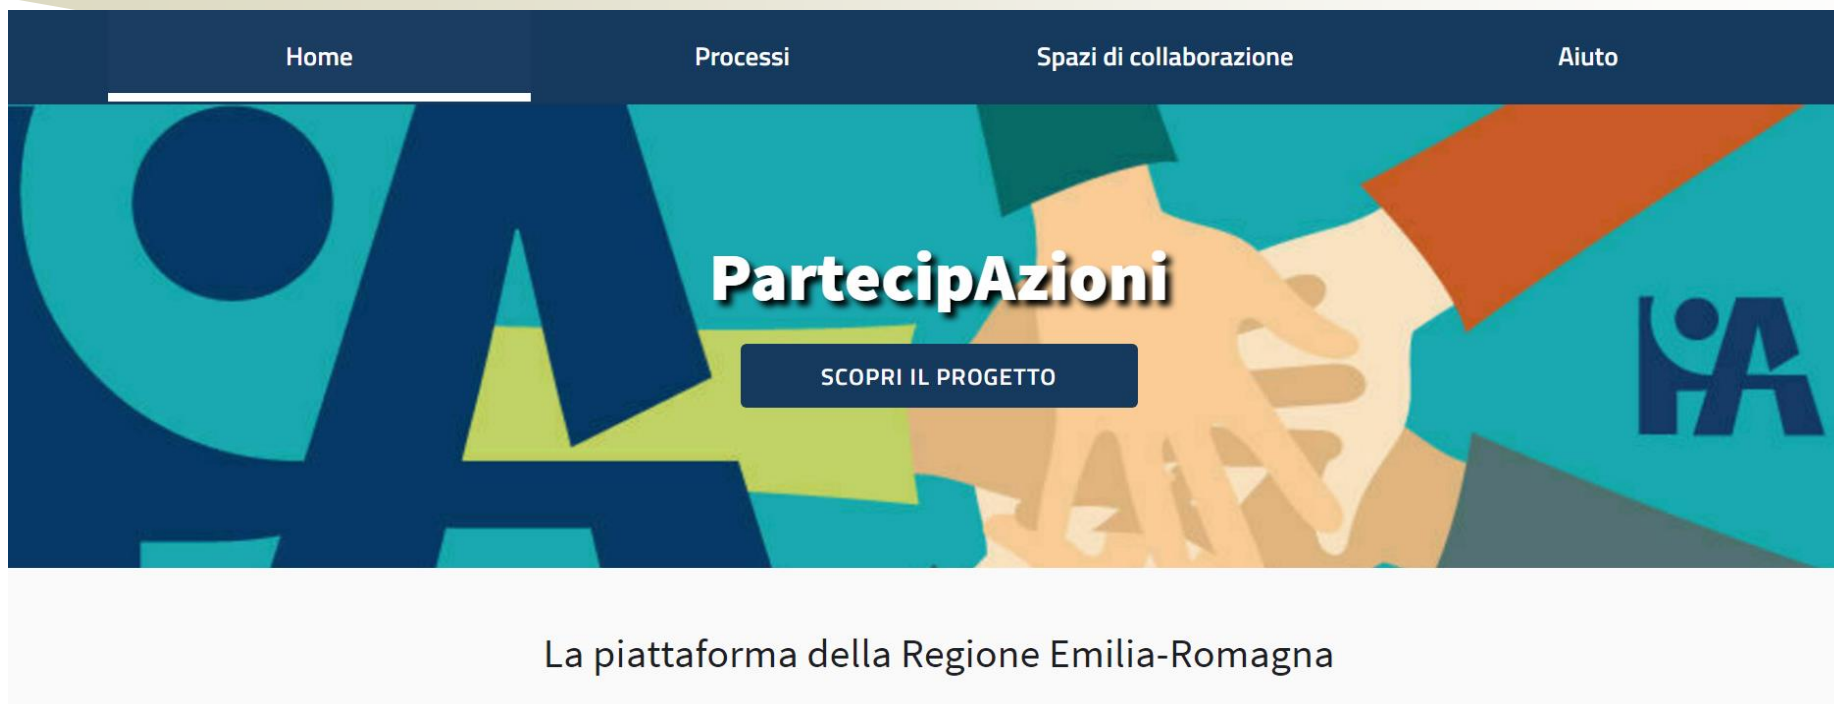 Home Processi Spazi di collaborazione Aiuto
PartecipAzioni
SCOPRI IL PROGETTO
La piattaforma della Regione Emilia-Romagna